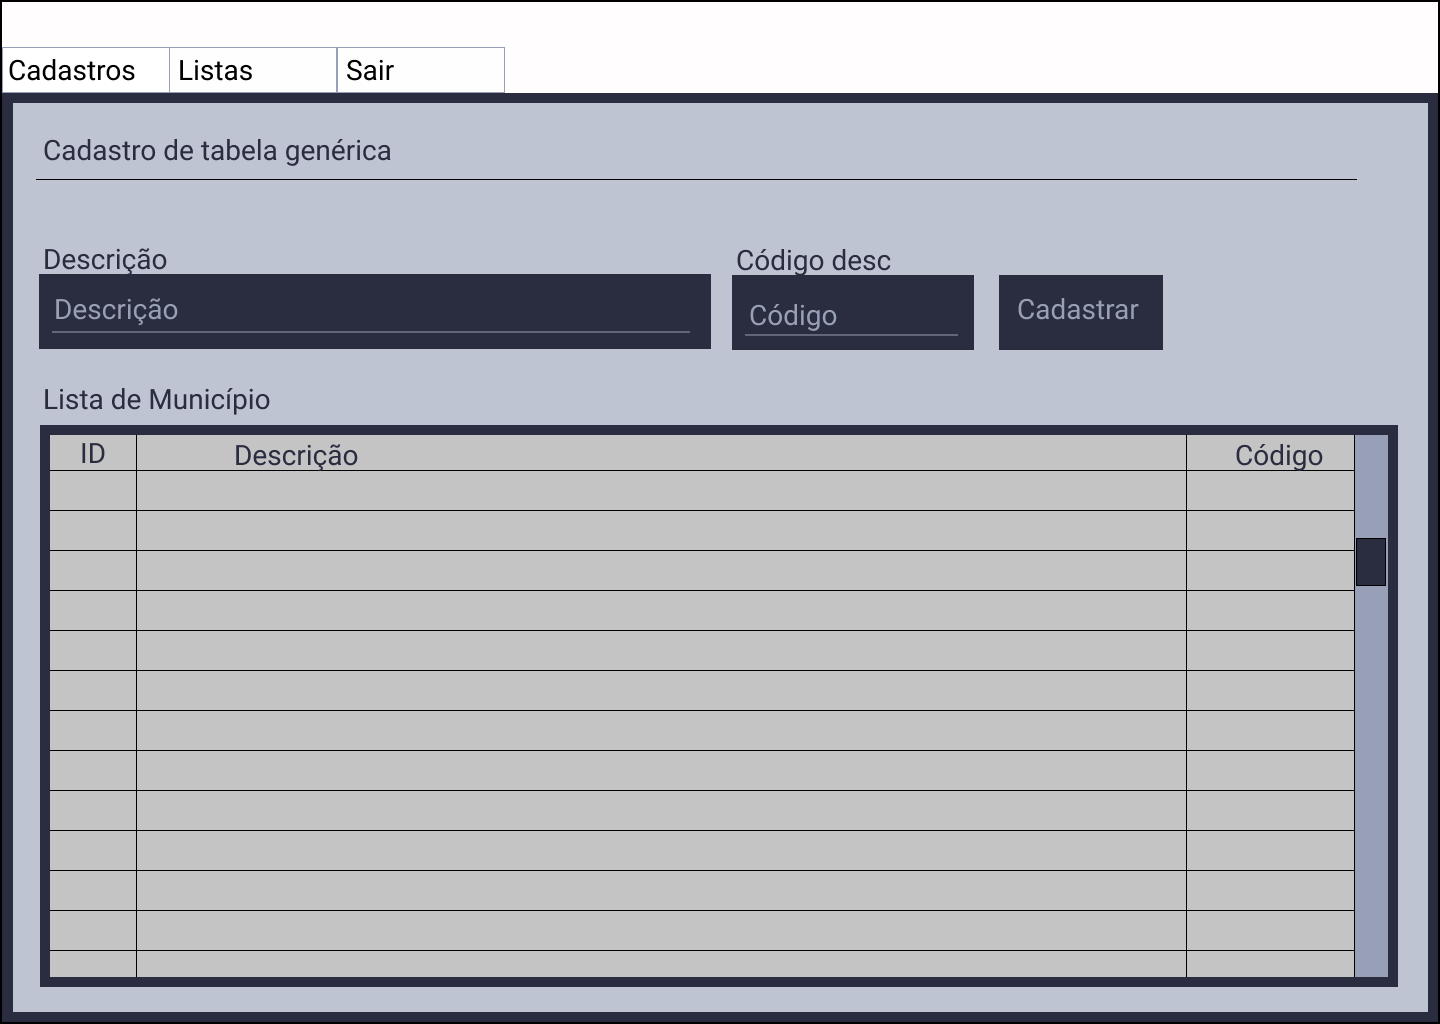 Cadastros Listas Sair
Cadastro de tabela genérica
Descrição Código desc
Descrição Código Cadastrar
Lista de Município
ID Descrição Código